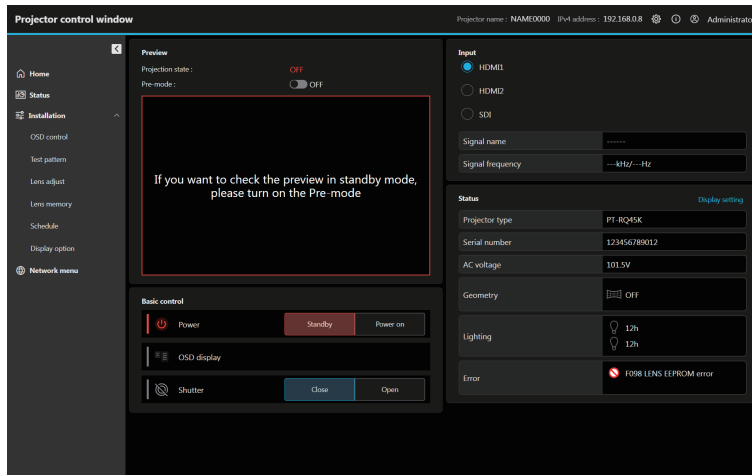 Projector control window
Projector name : NAME0000 IPv4 address : 192.168.0.8 Administrato
Home
Status
Installation
OSD control
Test pattern
Lens adjust
Lens memory
Schedule
Display option
Network menu
Preview
Projection state : OFF
Pre-mode : OFF
If you want to check the preview in standby mode,
please turn on the Pre-mode
Basic control
Power Standby Power on
OSD display
Shutter Close Open
Input
HDMI1
HDMI2
SDI
Signal name ------
Signal frequency ---kHz/---Hz
Status Display setting
Projector type PT-RQ45K
Serial number 123456789012
AC voltage 101.5V
Geometry OFF
Lighting 12h
12h
Error F098 LENS EEPROM error